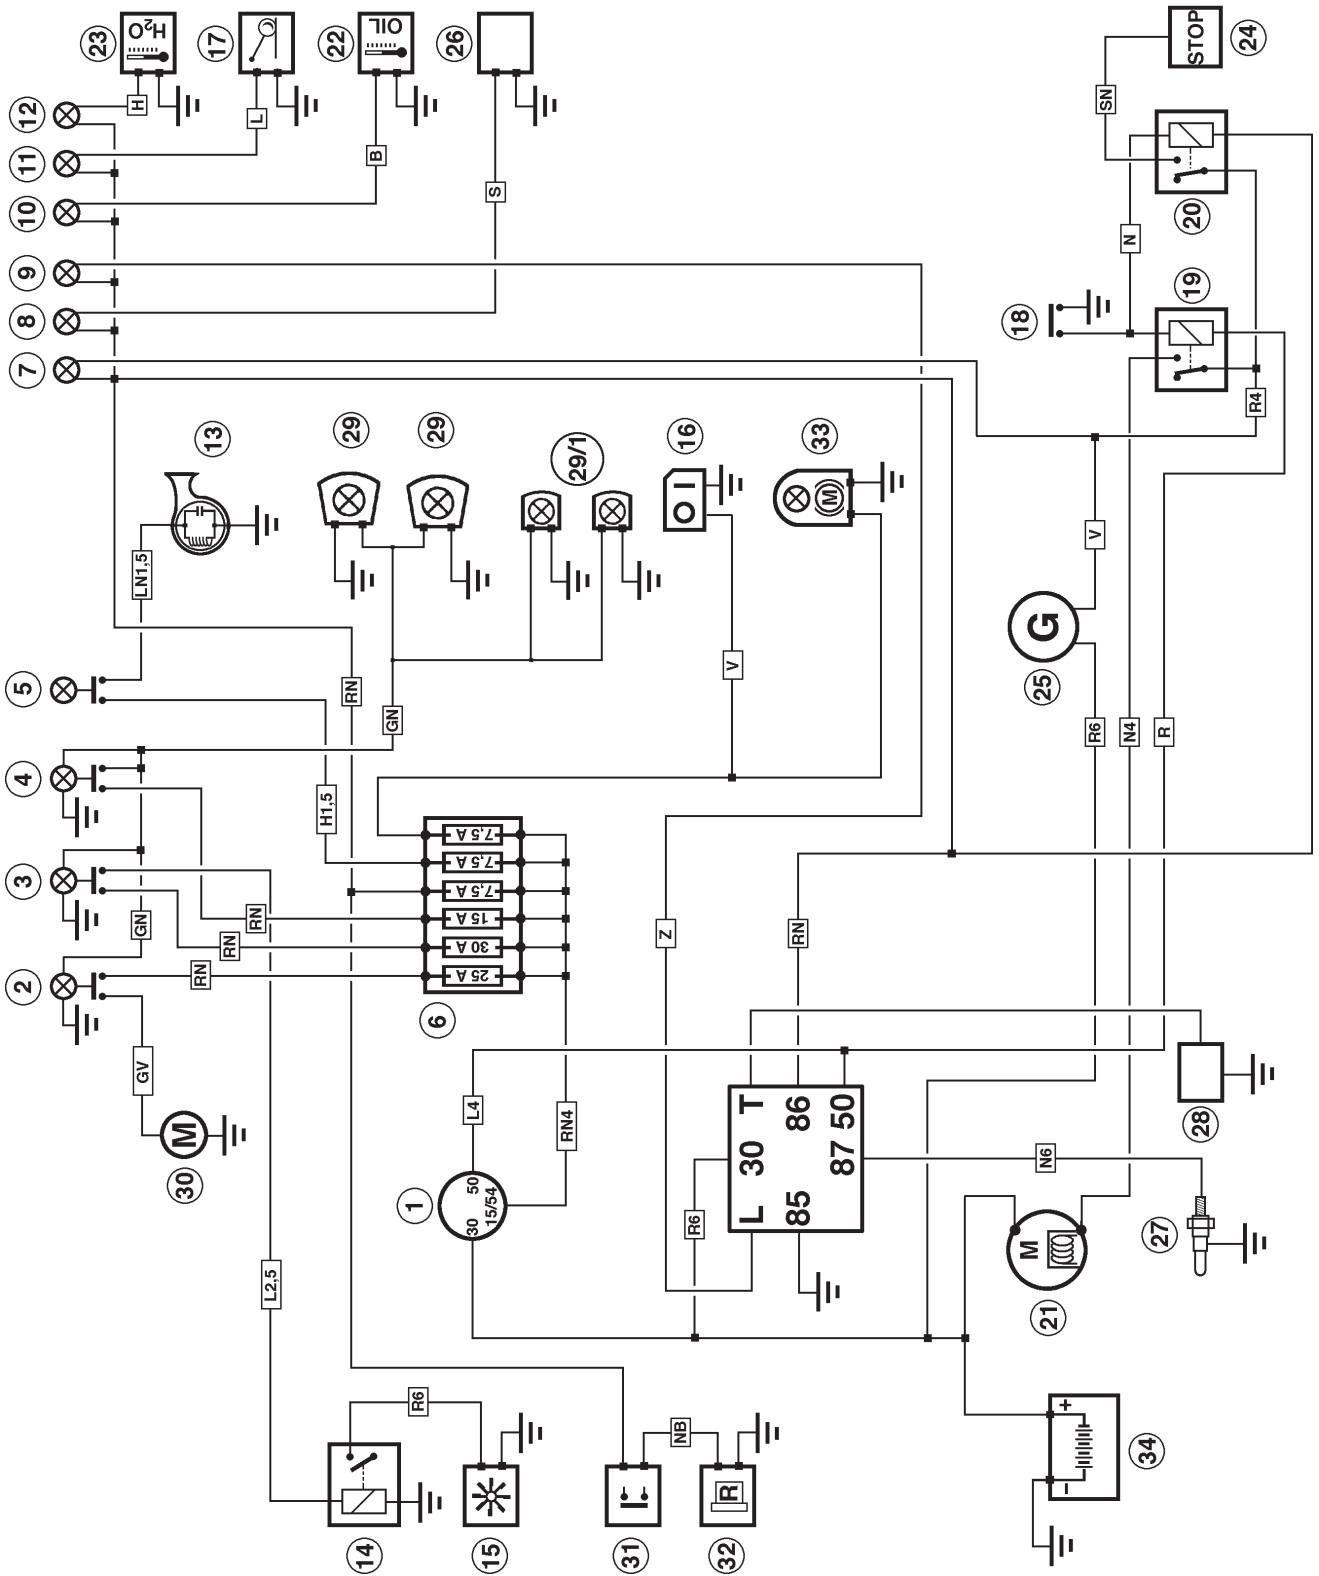 23
H₂O
17
22
OIL
26
STOP
24
12
H
11
L
10
B
S
SN
20
N
9
8
7
19
18
R4
13
29
29
29/1
16
O I
33
M
LN1,5
V
V
G
25
5
RN
GN
R6
N4
R
4
H1,5
3
GN
RN
RN
RN
2
7,5 A
7,5 A
7,5 A
15 A
30 A
25 A
6
Z
RN
GV
M
30
L4
RN4
1
50
15/54
30
T
86
50
30
87
L
85
R6
N6
28
27
M
21
L2,5
R6
14
15
NB
31
R
32
+
−
34